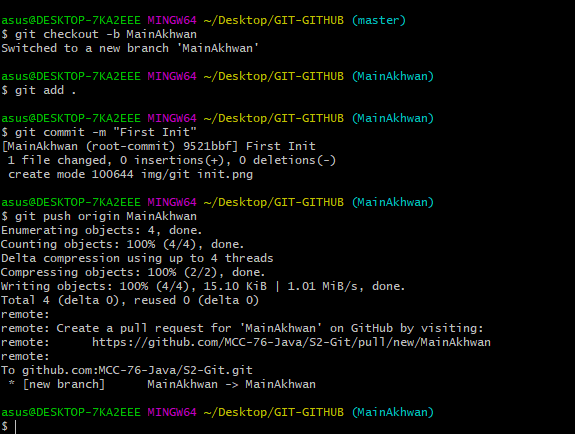 asus@DESKTOP-7KA2EEE MINGW64 ~/Desktop/GIT-GITHUB (master)
$ git checkout -b MainAkhwan
Switched to a new branch 'MainAkhwan'
asus@DESKTOP-7KA2EEE MINGW64 ~/Desktop/GIT-GITHUB (MainAkhwan)
$ git add .
asus@DESKTOP-7KA2EEE MINGW64 ~/Desktop/GIT-GITHUB (MainAkhwan)
$ git commit -m "First Init"
[MainAkhwan (root-commit) 9521bbf] First Init
 1 file changed, 0 insertions(+), 0 deletions(-)
 create mode 100644 img/git init.png
asus@DESKTOP-7KA2EEE MINGW64 ~/Desktop/GIT-GITHUB (MainAkhwan)
$ git push origin MainAkhwan
Enumerating objects: 4, done.
Counting objects: 100% (4/4), done.
Delta compression using up to 4 threads
Compressing objects: 100% (2/2), done.
Writing objects: 100% (4/4), 15.10 KiB | 1.01 MiB/s, done.
Total 4 (delta 0), reused 0 (delta 0)
remote:
remote: Create a pull request for 'MainAkhwan' on GitHub by visiting:
remote:      https://github.com/MCC-76-Java/S2-Git/pull/new/MainAkhwan
remote:
To github.com:MCC-76-Java/S2-Git.git
 * [new branch]      MainAkhwan -> MainAkhwan
asus@DESKTOP-7KA2EEE MINGW64 ~/Desktop/GIT-GITHUB (MainAkhwan)
$